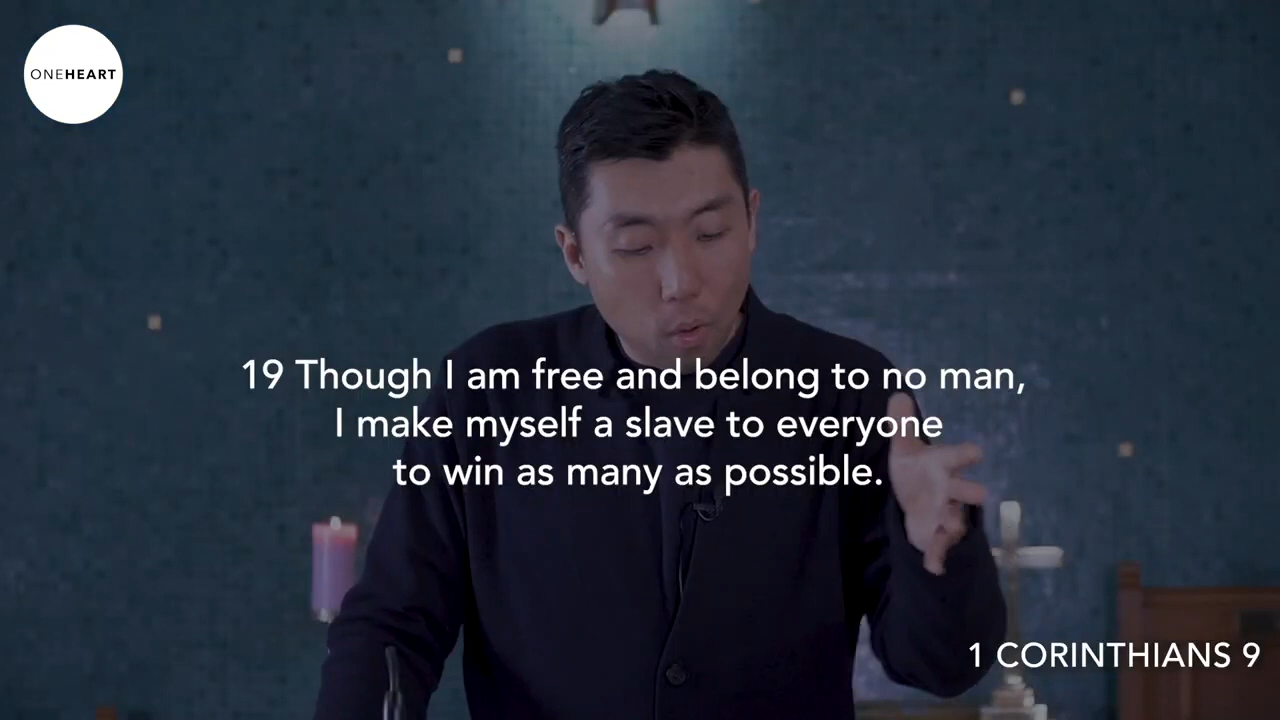 ONEHEART
19 Though I am free and belong to no man,
I make myself a slave to everyone
to win as many as possible.
1 CORINTHIANS 9